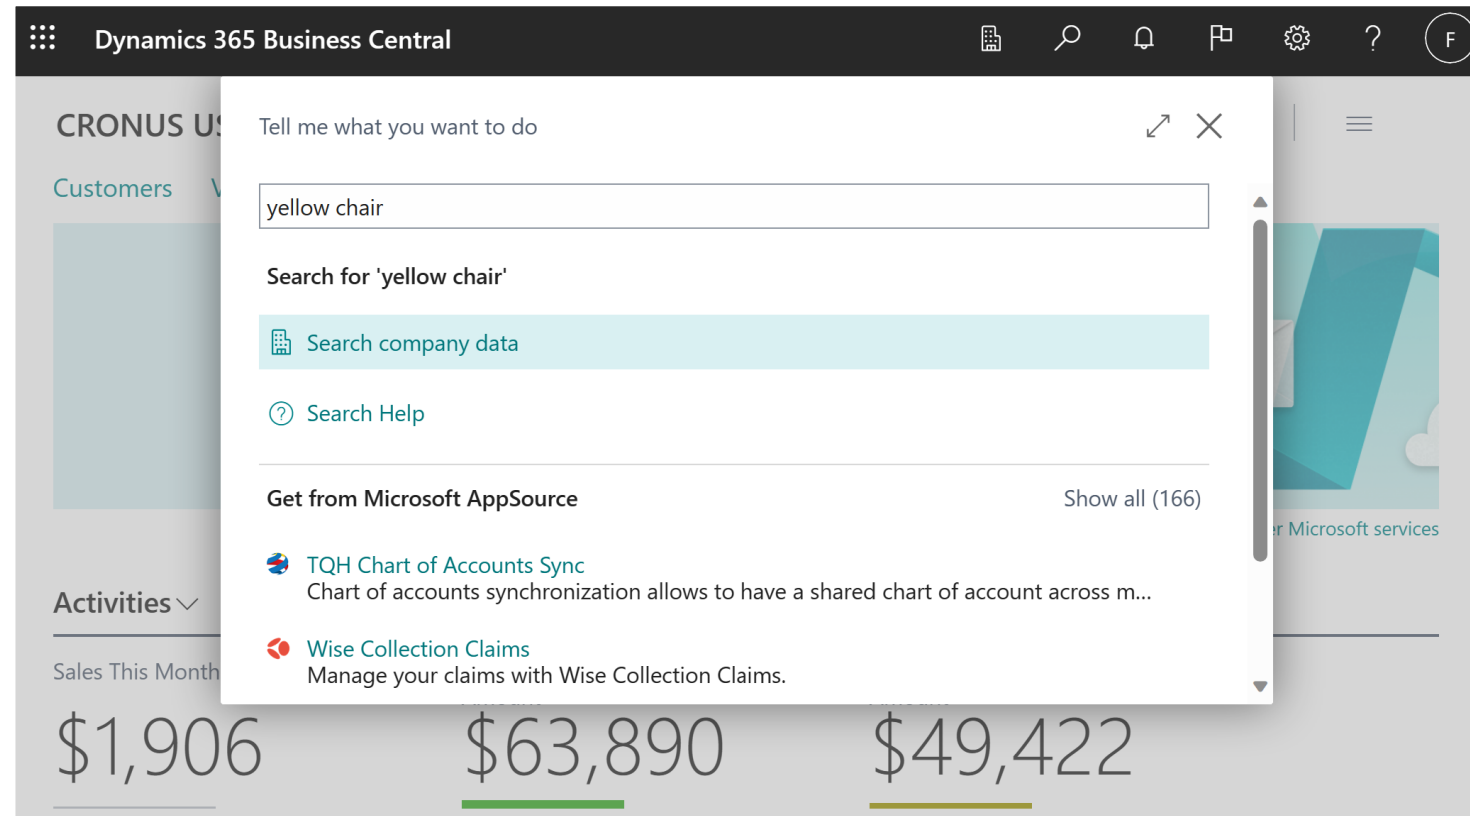 Dynamics 365 Business Central
F
CRONUS US
Tell me what you want to do
Customers
yellow chair
Search for 'yellow chair'
Search company data
Search Help
Get from Microsoft AppSource
Show all (166)
TQH Chart of Accounts Sync
Chart of accounts synchronization allows to have a shared chart of account across m...
Microsoft services
Activities
Wise Collection Claims
Manage your claims with Wise Collection Claims.
Sales This Month
$1,906
$63,890
$49,422